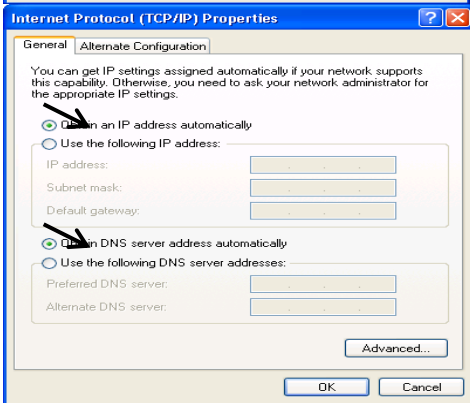 Internet Protocol (TCP/IP) Properties
General Alternate Configuration
You can get IP settings assigned automatically if your network supports
this capability. Otherwise, you need to ask your network administrator for
the appropriate IP settings.
Obtain an IP address automatically
Use the following IP address:
IP address:
Subnet mask:
Default gateway:
Obtain DNS server address automatically
Use the following DNS server addresses:
Preferred DNS server:
Alternate DNS server:
Advanced...
OK Cancel